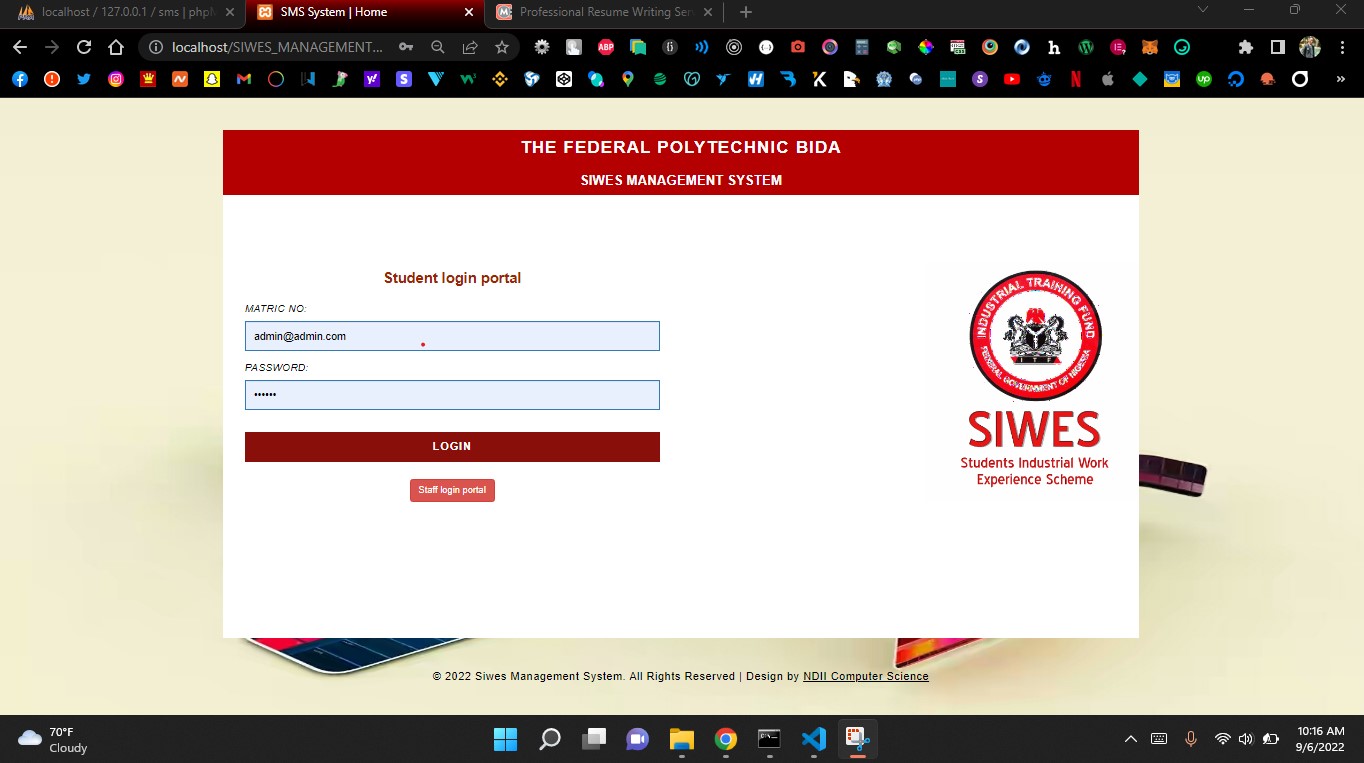 localhost / 127.0.0.1 / sms | phpM
SMS System | Home
Professional Resume Writing Serv
localhost/SIWES_MANAGEMENT...
THE FEDERAL POLYTECHNIC BIDA
SIWES MANAGEMENT SYSTEM
Student login portal
MATRIC NO:
admin@admin.com
PASSWORD:
••••••
LOGIN
Staff login portal
INDUSTRIAL TRAINING FUND
FEDERAL GOVERNMENT OF NIGERIA
SIWES
Students Industrial Work
Experience Scheme
© 2022 Siwes Management System. All Rights Reserved | Design by NDII Computer Science
70°F
Cloudy
10:16 AM
9/6/2022